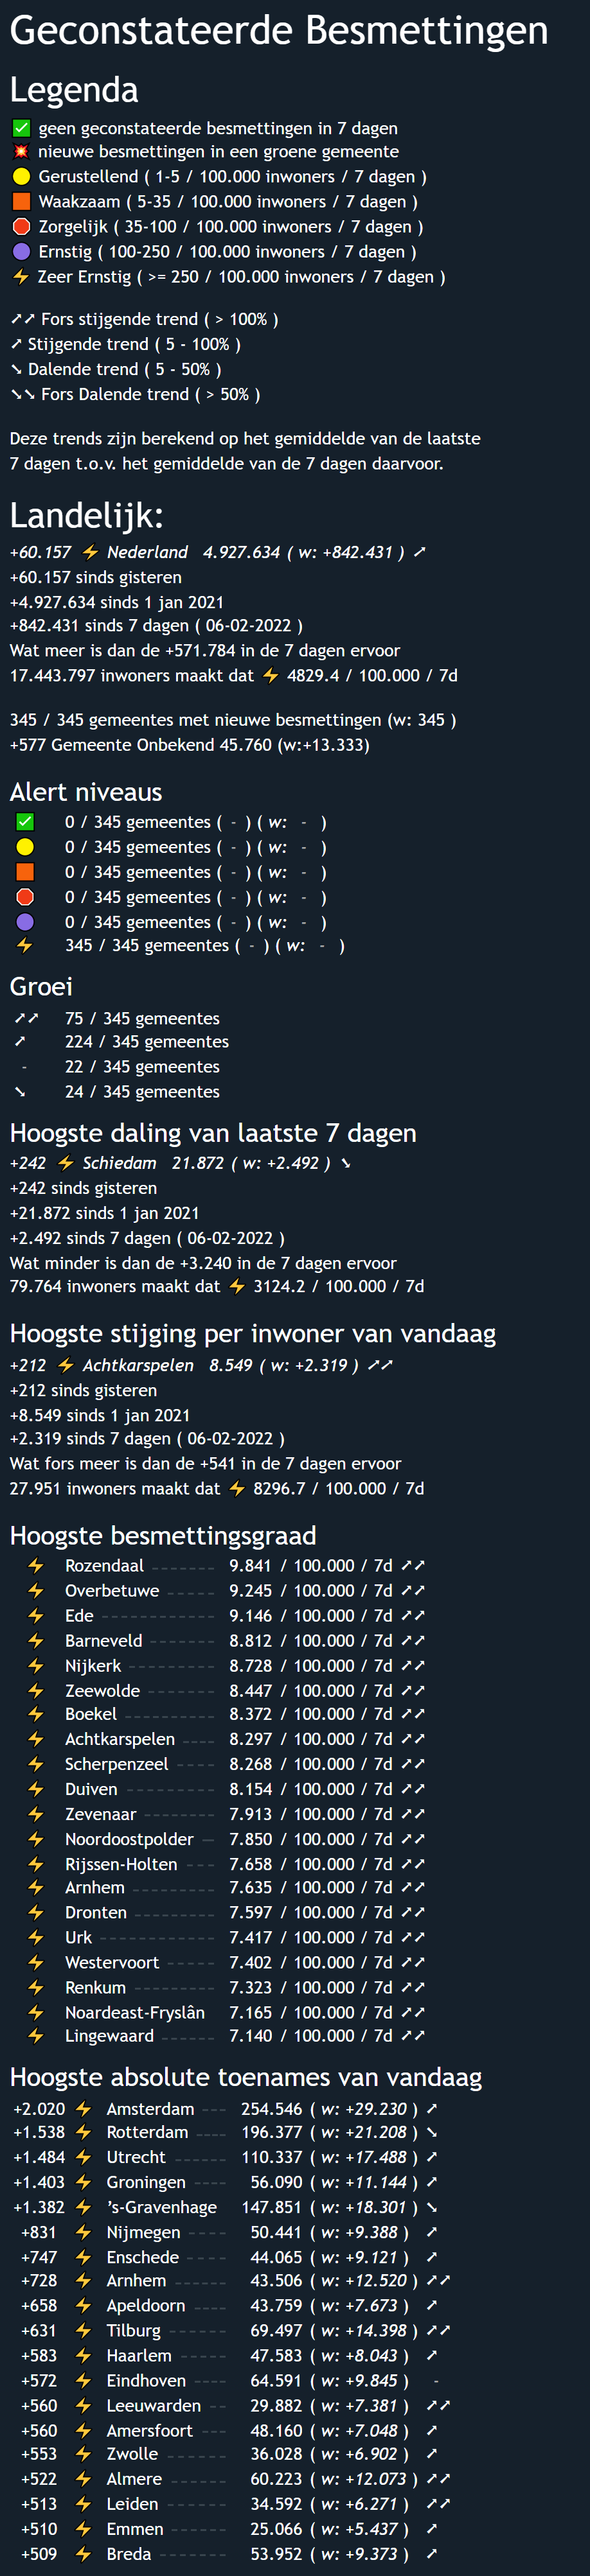 Geconstateerde Besmettingen
Legenda
✅ geen geconstateerde besmettingen in 7 dagen
💥 nieuwe besmettingen in een groene gemeente
🟡 Gerustellend ( 1-5 / 100.000 inwoners / 7 dagen )
🟧 Waakzaam ( 5-35 / 100.000 inwoners / 7 dagen )
🛑 Zorgelijk ( 35-100 / 100.000 inwoners / 7 dagen )
🟣 Ernstig ( 100-250 / 100.000 inwoners / 7 dagen )
⚡ Zeer Ernstig ( >= 250 / 100.000 inwoners / 7 dagen )
➚➚ Fors stijgende trend ( > 100% )
➚ Stijgende trend ( 5 - 100% )
➘ Dalende trend ( 5 - 50% )
➘➘ Fors Dalende trend ( > 50% )
Deze trends zijn berekend op het gemiddelde van de laatste
7 dagen t.o.v. het gemiddelde van de 7 dagen daarvoor.
Landelijk:
+60.157 ⚡ Nederland 4.927.634 ( w: +842.431 ) ➚
+60.157 sinds gisteren
+4.927.634 sinds 1 jan 2021
+842.431 sinds 7 dagen ( 06-02-2022 )
Wat meer is dan de +571.784 in de 7 dagen ervoor
17.443.797 inwoners maakt dat ⚡ 4829.4 / 100.000 / 7d
345 / 345 gemeentes met nieuwe besmettingen (w: 345 )
+577 Gemeente Onbekend 45.760 (w:+13.333)
Alert niveaus
✅ 0 / 345 gemeentes ( - ) ( w: - )
🟡 0 / 345 gemeentes ( - ) ( w: - )
🟧 0 / 345 gemeentes ( - ) ( w: - )
🛑 0 / 345 gemeentes ( - ) ( w: - )
🟣 0 / 345 gemeentes ( - ) ( w: - )
⚡ 345 / 345 gemeentes ( - ) ( w: - )
Groei
➚➚ 75 / 345 gemeentes
➚ 224 / 345 gemeentes
- 22 / 345 gemeentes
➘ 24 / 345 gemeentes
Hoogste daling van laatste 7 dagen
+242 ⚡ Schiedam 21.872 ( w: +2.492 ) ➘
+242 sinds gisteren
+21.872 sinds 1 jan 2021
+2.492 sinds 7 dagen ( 06-02-2022 )
Wat minder is dan de +3.240 in de 7 dagen ervoor
79.764 inwoners maakt dat ⚡ 3124.2 / 100.000 / 7d
Hoogste stijging per inwoner van vandaag
+212 ⚡ Achtkarspelen 8.549 ( w: +2.319 ) ➚➚
+212 sinds gisteren
+8.549 sinds 1 jan 2021
+2.319 sinds 7 dagen ( 06-02-2022 )
Wat fors meer is dan de +541 in de 7 dagen ervoor
27.951 inwoners maakt dat ⚡ 8296.7 / 100.000 / 7d
Hoogste besmettingsgraad
⚡ Rozendaal ------- 9.841 / 100.000 / 7d ➚➚
⚡ Overbetuwe ----- 9.245 / 100.000 / 7d ➚➚
⚡ Ede ------------ 9.146 / 100.000 / 7d ➚➚
⚡ Barneveld ------- 8.812 / 100.000 / 7d ➚➚
⚡ Nijkerk --------- 8.728 / 100.000 / 7d ➚➚
⚡ Zeewolde ------- 8.447 / 100.000 / 7d ➚➚
⚡ Boekel ---------- 8.372 / 100.000 / 7d ➚➚
⚡ Achtkarspelen ---- 8.297 / 100.000 / 7d ➚➚
⚡ Scherpenzeel ---- 8.268 / 100.000 / 7d ➚➚
⚡ Duiven --------- 8.154 / 100.000 / 7d ➚➚
⚡ Zevenaar ------- 7.913 / 100.000 / 7d ➚➚
⚡ Noordoostpolder - 7.850 / 100.000 / 7d ➚➚
⚡ Rijssen-Holten --- 7.658 / 100.000 / 7d ➚➚
⚡ Arnhem --------- 7.635 / 100.000 / 7d ➚➚
⚡ Dronten --------- 7.597 / 100.000 / 7d ➚➚
⚡ Urk ------------ 7.417 / 100.000 / 7d ➚➚
⚡ Westervoort ----- 7.402 / 100.000 / 7d ➚➚
⚡ Renkum --------- 7.323 / 100.000 / 7d ➚➚
⚡ Noardeast-Fryslân 7.165 / 100.000 / 7d ➚➚
⚡ Lingewaard ------ 7.140 / 100.000 / 7d ➚➚
Hoogste absolute toenames van vandaag
+2.020 ⚡ Amsterdam --- 254.546 ( w: +29.230 ) ➚
+1.538 ⚡ Rotterdam ---- 196.377 ( w: +21.208 ) ➘
+1.484 ⚡ Utrecht ------ 110.337 ( w: +17.488 ) ➚
+1.403 ⚡ Groningen ---- 56.090 ( w: +11.144 ) ➚
+1.382 ⚡ ’s-Gravenhage 147.851 ( w: +18.301 ) ➘
+831 ⚡ Nijmegen ---- 50.441 ( w: +9.388 ) ➚
+747 ⚡ Enschede ---- 44.065 ( w: +9.121 ) ➚
+728 ⚡ Arnhem ------ 43.506 ( w: +12.520 ) ➚➚
+658 ⚡ Apeldoorn ---- 43.759 ( w: +7.673 ) ➚
+631 ⚡ Tilburg ------ 69.497 ( w: +14.398 ) ➚➚
+583 ⚡ Haarlem ----- 47.583 ( w: +8.043 ) ➚
+572 ⚡ Eindhoven ---- 64.591 ( w: +9.845 ) -
+560 ⚡ Leeuwarden -- 29.882 ( w: +7.381 ) ➚➚
+560 ⚡ Amersfoort --- 48.160 ( w: +7.048 ) ➚
+553 ⚡ Zwolle ------- 36.028 ( w: +6.902 ) ➚
+522 ⚡ Almere ------- 60.223 ( w: +12.073 ) ➚➚
+513 ⚡ Leiden ------- 34.592 ( w: +6.271 ) ➚➚
+510 ⚡ Emmen ------ 25.066 ( w: +5.437 ) ➚
+509 ⚡ Breda ------- 53.952 ( w: +9.373 ) ➚